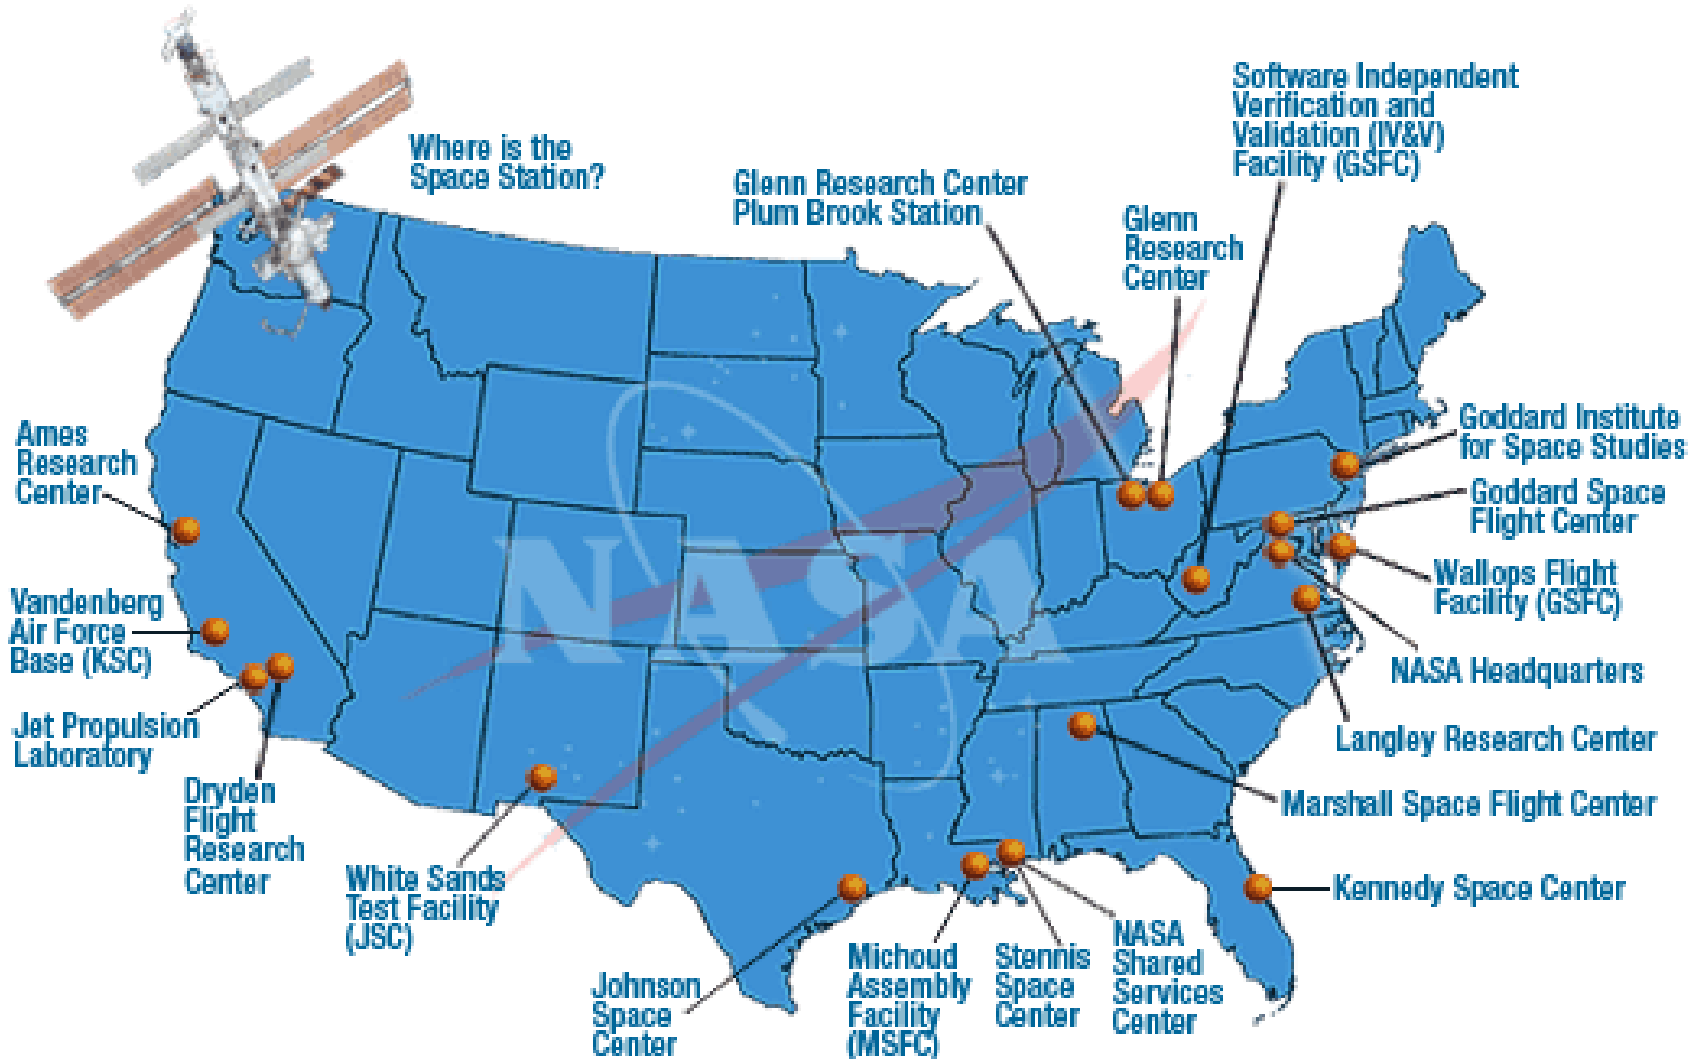 Where is the
Space Station?
Software Independent
Verification and
Validation (IV&V)
Facility (GSFC)
Glenn Research Center
Plum Brook Station
Glenn
Research
Center
Ames
Research
Center
Goddard Institute
for Space Studies
Goddard Space
Flight Center
Wallops Flight
Facility (GSFC)
NASA
Vandenberg
Air Force
Base (KSC)
NASA Headquarters
Jet Propulsion
Laboratory
Langley Research Center
Dryden
Flight
Research
Center
Marshall Space Flight Center
White Sands
Test Facility
(JSC)
Kennedy Space Center
Johnson
Space
Center
Michoud
Assembly
Facility
(MSFC)
Stennis
Space
Center
NASA
Shared
Services
Center